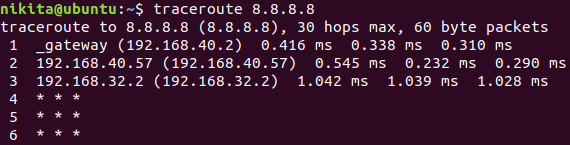 nikita@ubuntu:~$ traceroute 8.8.8.8
traceroute to 8.8.8.8 (8.8.8.8), 30 hops max, 60 byte packets
 1  _gateway (192.168.40.2)  0.416 ms  0.338 ms  0.310 ms
 2  192.168.40.57 (192.168.40.57)  0.545 ms  0.232 ms  0.290 ms
 3  192.168.32.2 (192.168.32.2)  1.042 ms  1.039 ms  1.028 ms
 4  * * *
 5  * * *
 6  * * *